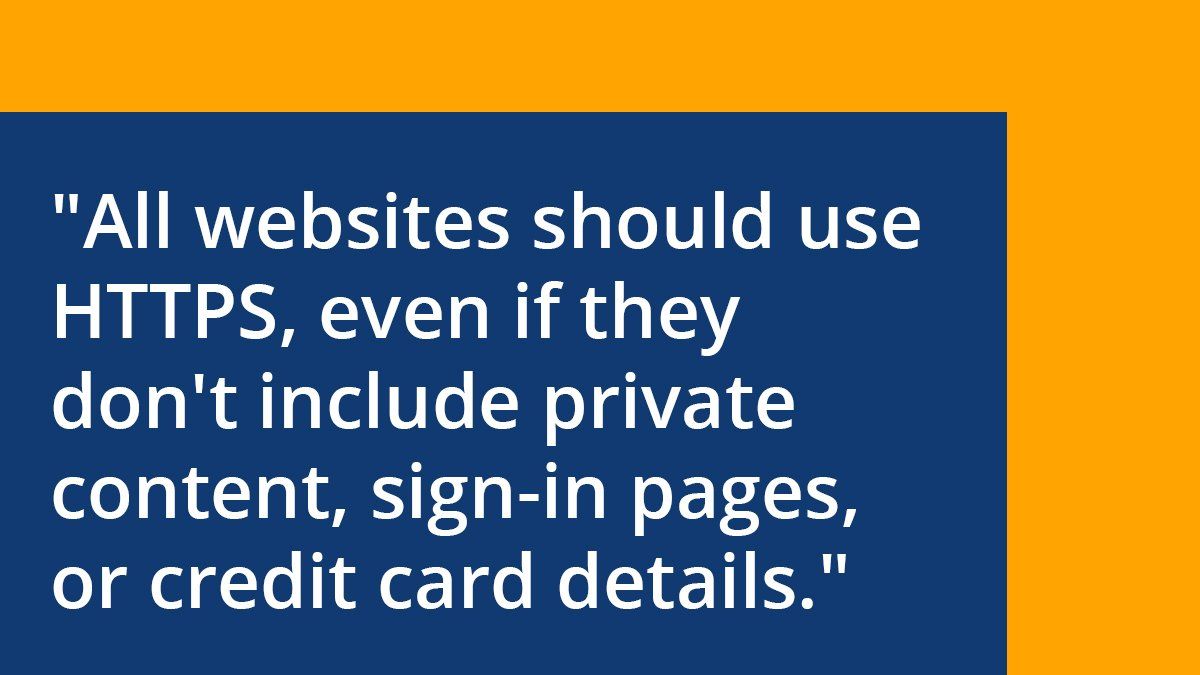 "All websites should use
HTTPS, even if they
don't include private
content, sign-in pages,
or credit card details."